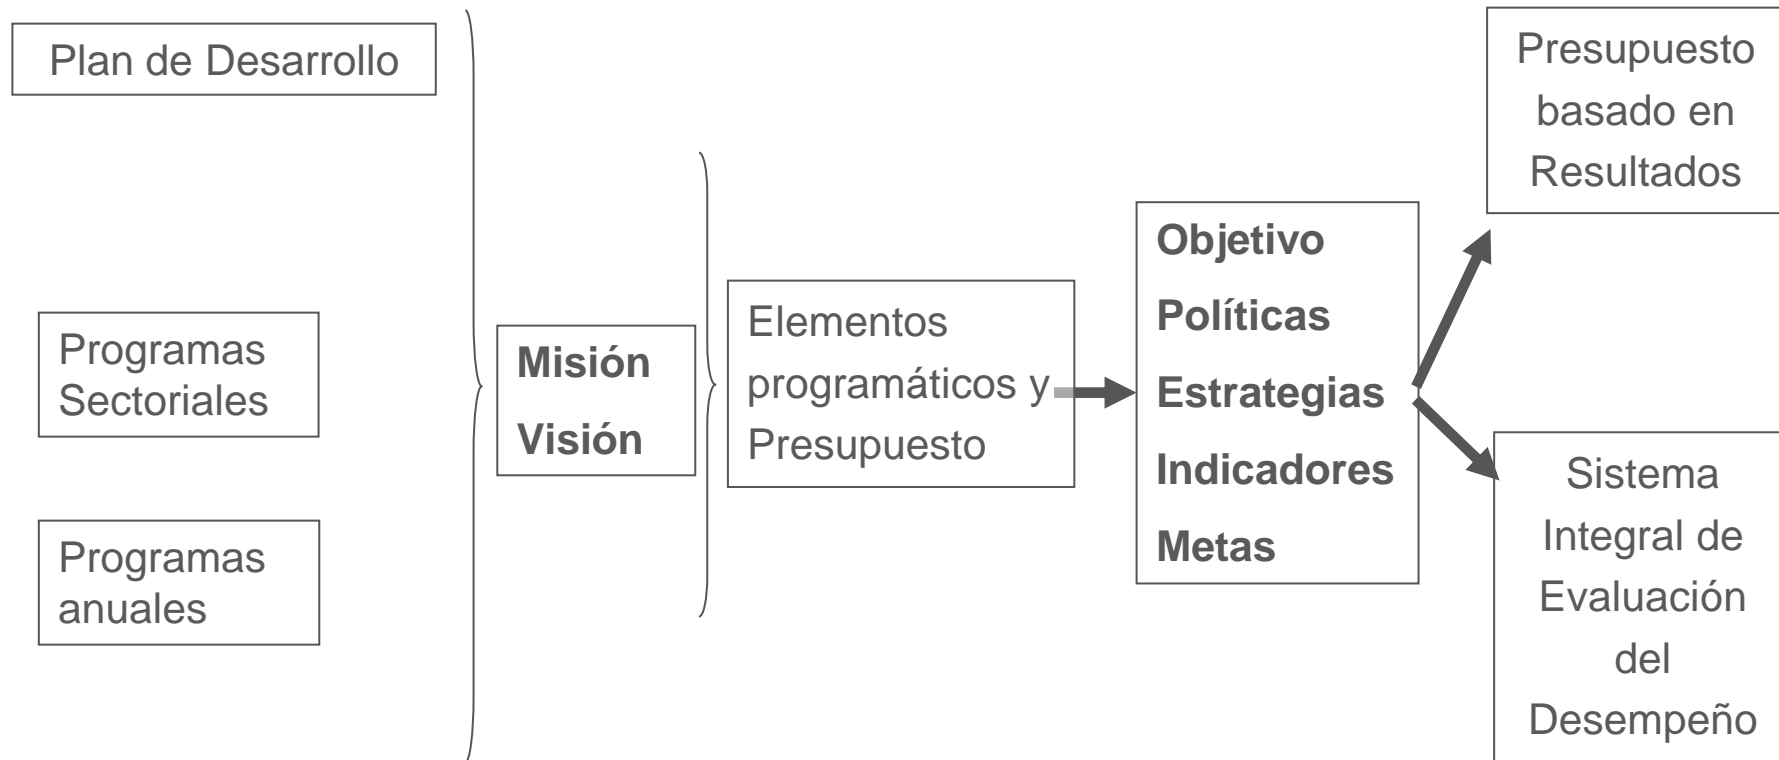 Plan de Desarrollo
Programas
Sectoriales
Programas
anuales
Misión
Visión
Elementos
programáticos y
Presupuesto
Objetivo
Políticas
Estrategias
Indicadores
Metas
Presupuesto
basado en
Resultados
Sistema
Integral de
Evaluación
del
Desempeño